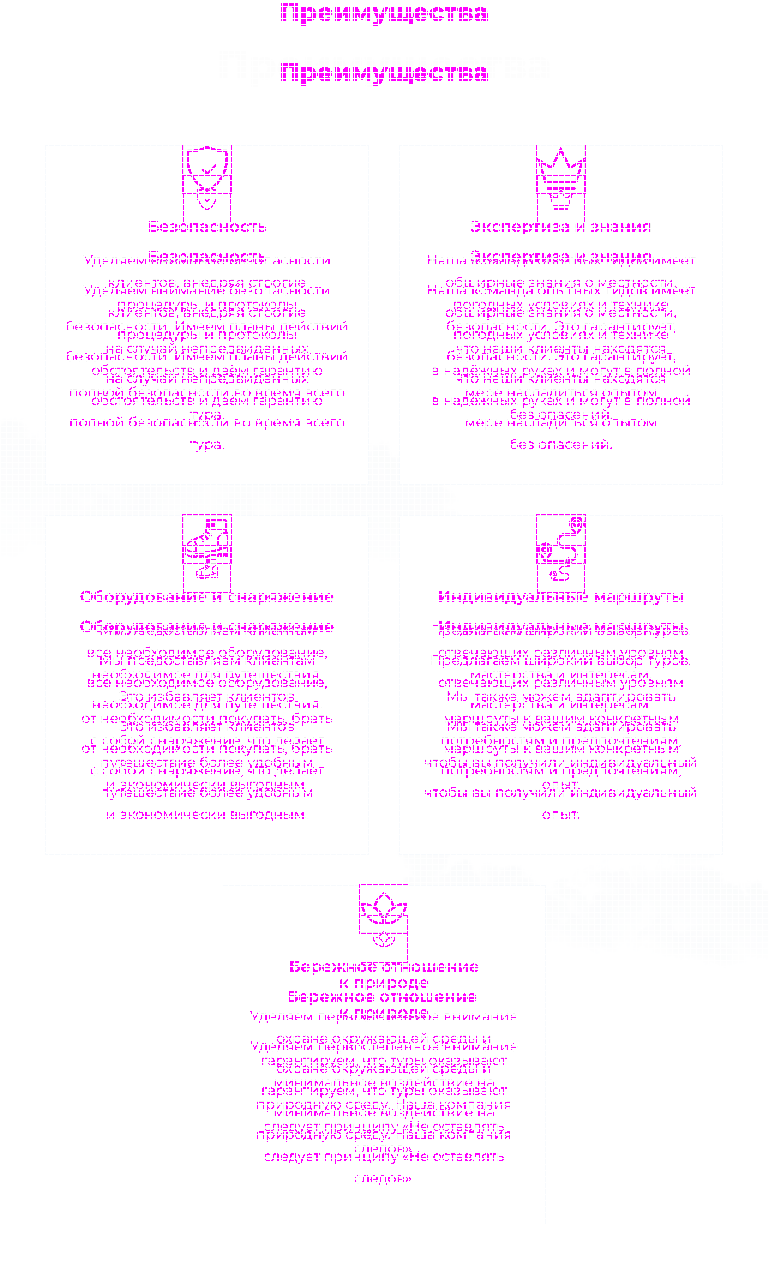 Преимущества
Преимущества
Безопасность
Безопасность
Уделяем внимание безопасности
клиентов, внедряя строгие
процедуры и протоколы
безопасности. Имеем планы действий
на случай непредвиденных
обстоятельств и даём гарантию
полной безопасности во время всего
тура.
Экспертиза и знания
Экспертиза и знания
Наша команда опытных гидов имеет
обширные знания о местности,
погодных условиях и технике
безопасности. Это гарантирует,
что наши клиенты находятся
в надёжных руках и могут в полной
мере насладиться опытом
без опасений.
Оборудование и снаряжение
Оборудование и снаряжение
Мы предоставляем клиентам
все необходимое оборудование,
необходимое для путешествия.
Это избавляет клиентов
от необходимости покупать, брать
с собой снаряжение, что делает
путешествие более удобным
и экономически выгодным
Индивидуальные маршруты
Индивидуальные маршруты
Предлагаем широкий выбор туров,
отвечающих различным уровням
мастерства и интересам.
Мы также можем адаптировать
маршруты к вашим конкретным
потребностям и предпочтениям,
чтобы вы получили индивидуальный
опыт.
Бережное отношение
к природе
Бережное отношение
к природе
Уделяем первостепенное внимание
охране окружающей среды и
гарантируем, что туры оказывают
минимальное воздействие на
природную среду. Наша компания
следует принципу «Не оставлять
следов»